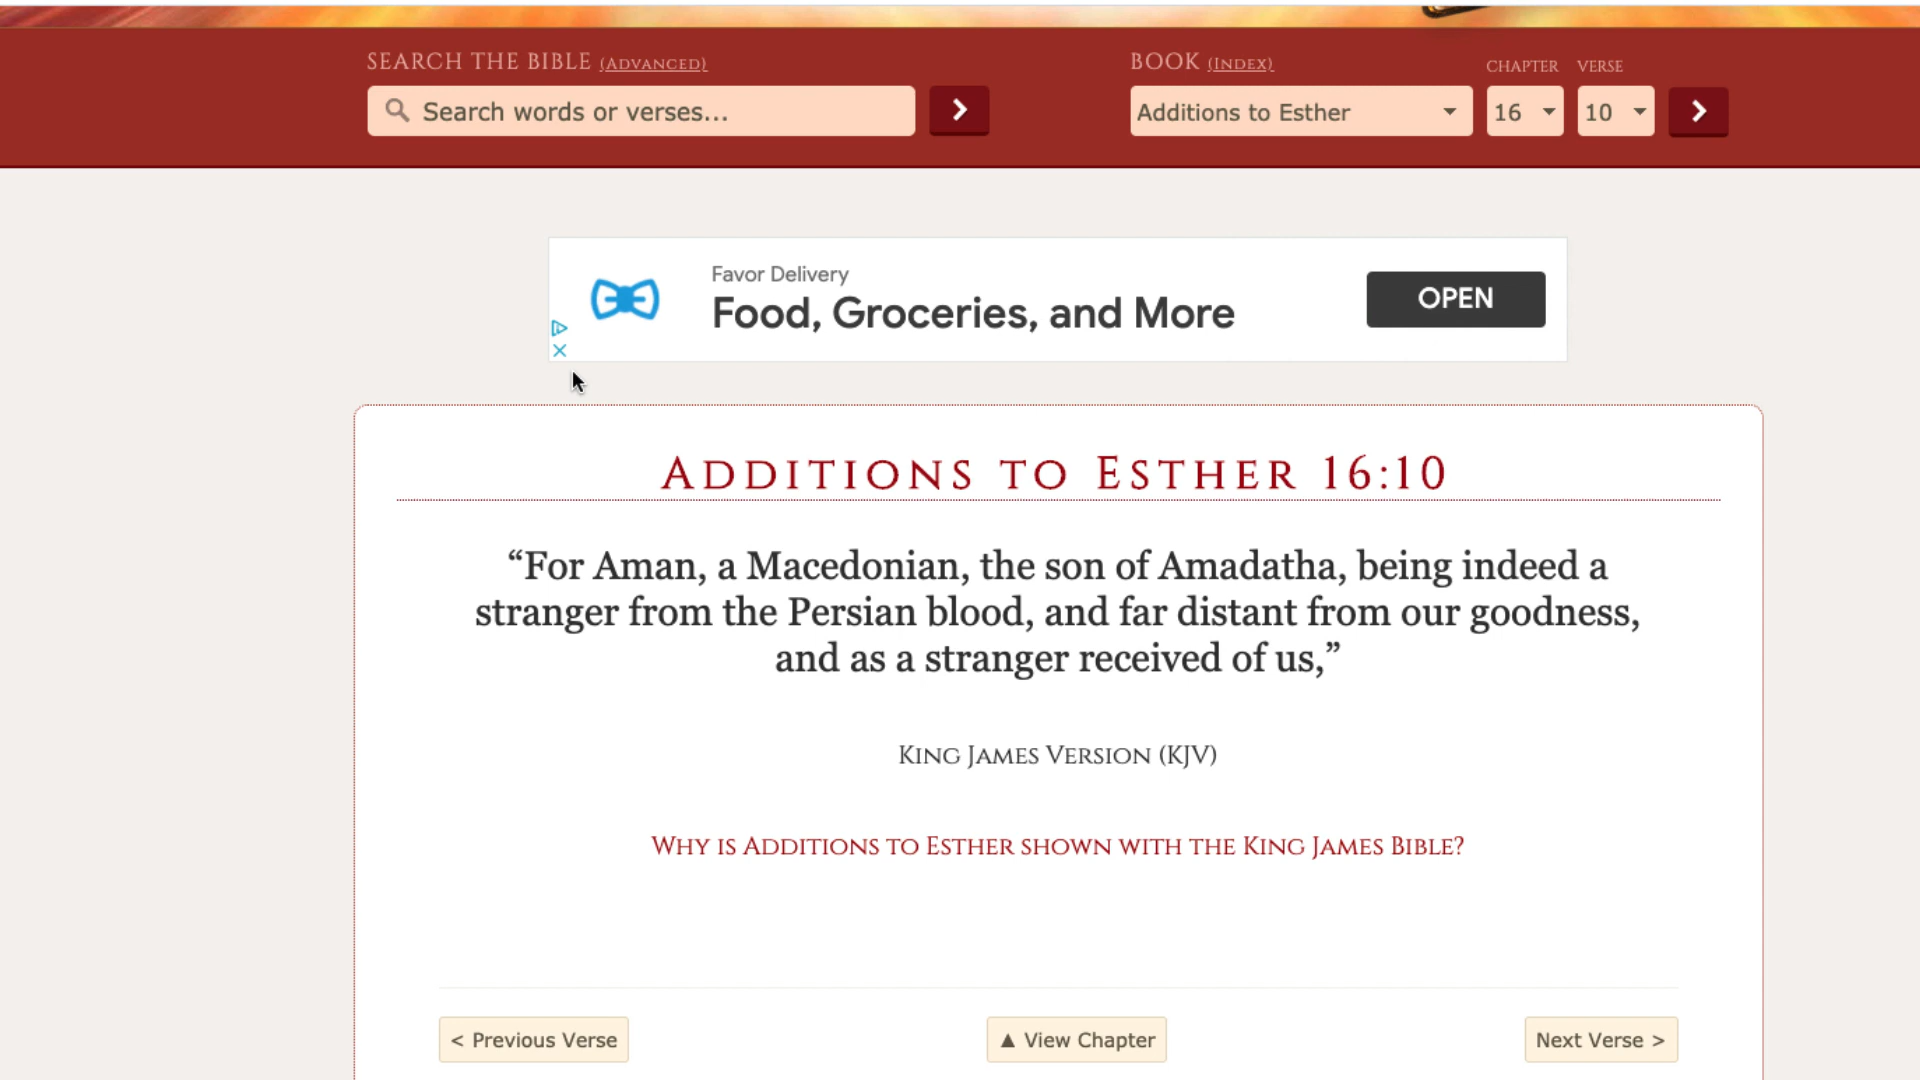 SEARCH THE BIBLE (ADVANCED)
BOOK (INDEX)
CHAPTER VERSE
Search words or verses...
Additions to Esther
16
10
Favor Delivery
Food, Groceries, and More
OPEN
ADDITIONS TO ESTHER 16:10
“For Aman, a Macedonian, the son of Amadatha, being indeed a
stranger from the Persian blood, and far distant from our goodness,
and as a stranger received of us,”
KING JAMES VERSION (KJV)
WHY IS ADDITIONS TO ESTHER SHOWN WITH THE KING JAMES BIBLE?
< Previous Verse
▲ View Chapter
Next Verse >